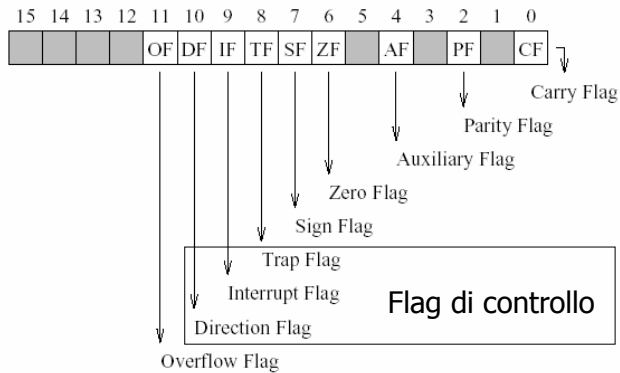 15 14 13 12 11 10 9 8 7 6 5 4 3 2 1 0
OF DF IF TF SF ZF AF PF CF
Carry Flag
Parity Flag
Auxiliary Flag
Zero Flag
Sign Flag
Trap Flag
Interrupt Flag
Flag di controllo
Direction Flag
Overflow Flag